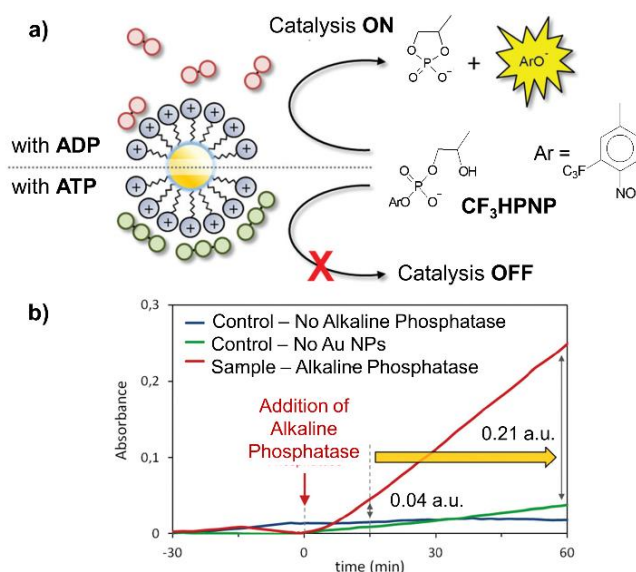 a)
Catalysis ON
O
O
P
O
O⁻
+
ArO⁻
with ADP
with ATP
+ + + + + + + + + + + + + +
O
OH
O
P
ArO
O⁻
CF₃HPNP
Ar =
C₃F
NO
X
Catalysis OFF
b)
0,3
0,2
0,1
0
Absorbance
Control – No Alkaline Phosphatase
Control – No Au NPs
Sample – Alkaline Phosphatase
Addition of
Alkaline
Phosphatase
0.21 a.u.
0.04 a.u.
-30
0
30
60
time (min)